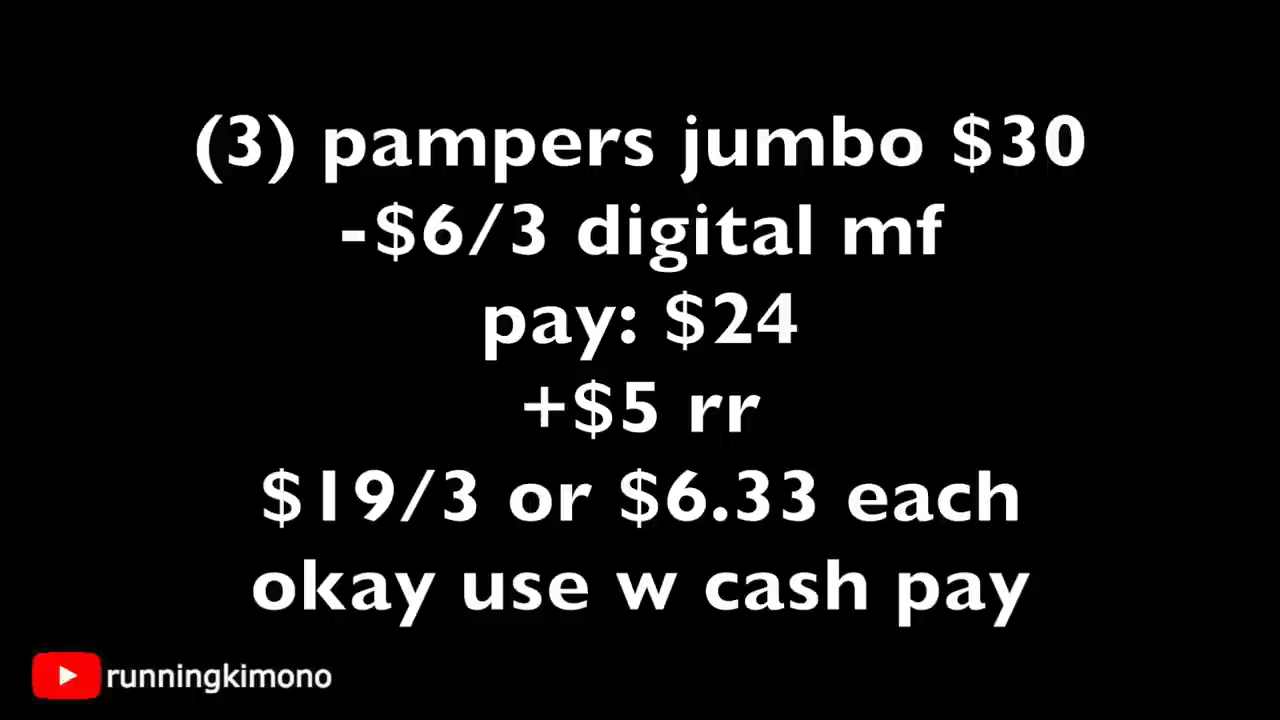 (3) pampers jumbo $30
-$6/3 digital mf
pay: $24
+$5 rr
$19/3 or $6.33 each
okay use w cash pay
runningkimono